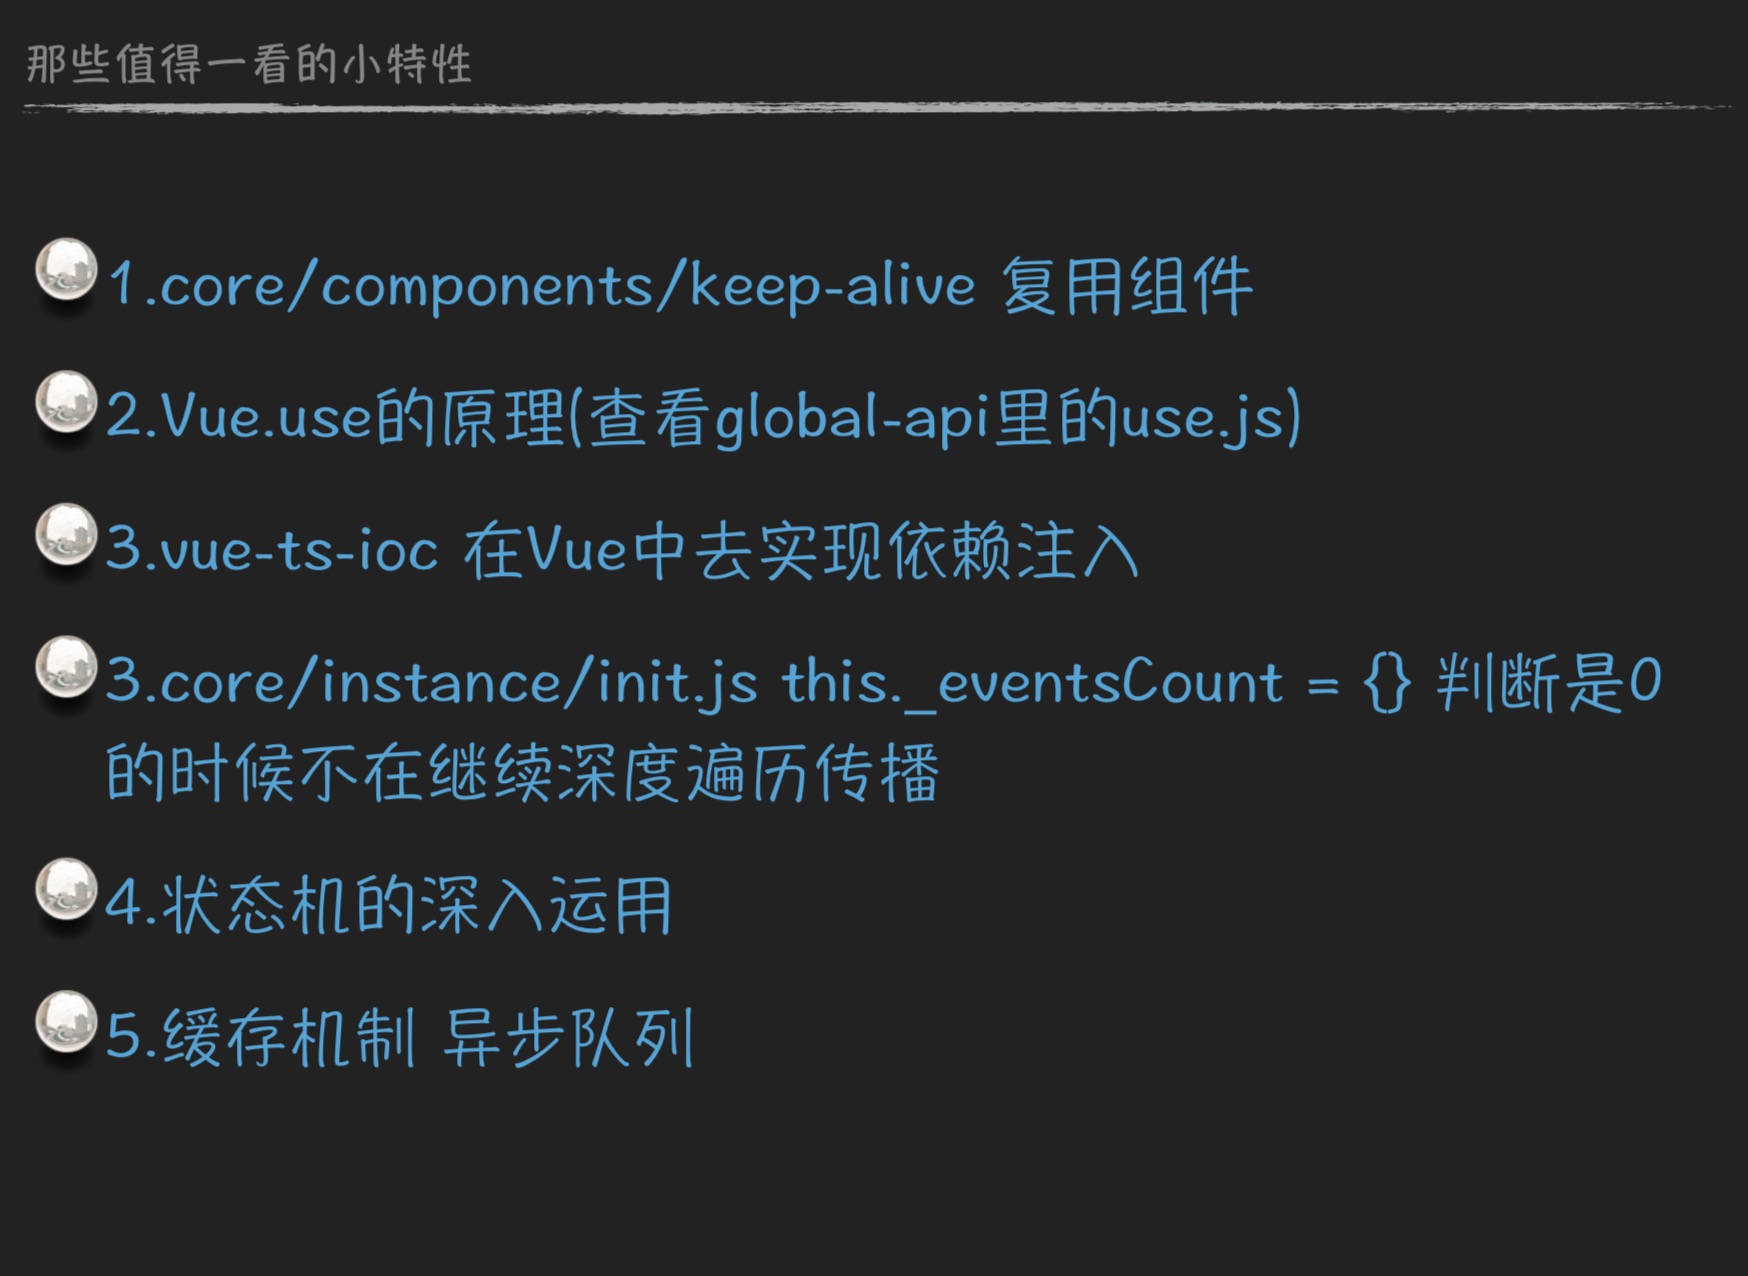 那些值得一看的小特性
1.core/components/keep-alive 复用组件
2.Vue.use的原理(查看global-api里的use.js)
3.vue-ts-ioc 在Vue中去实现依赖注入
3.core/instance/init.js this._eventsCount = {} 判断是0
的时候不在继续深度遍历传播
4.状态机的深入运用
5.缓存机制 异步队列